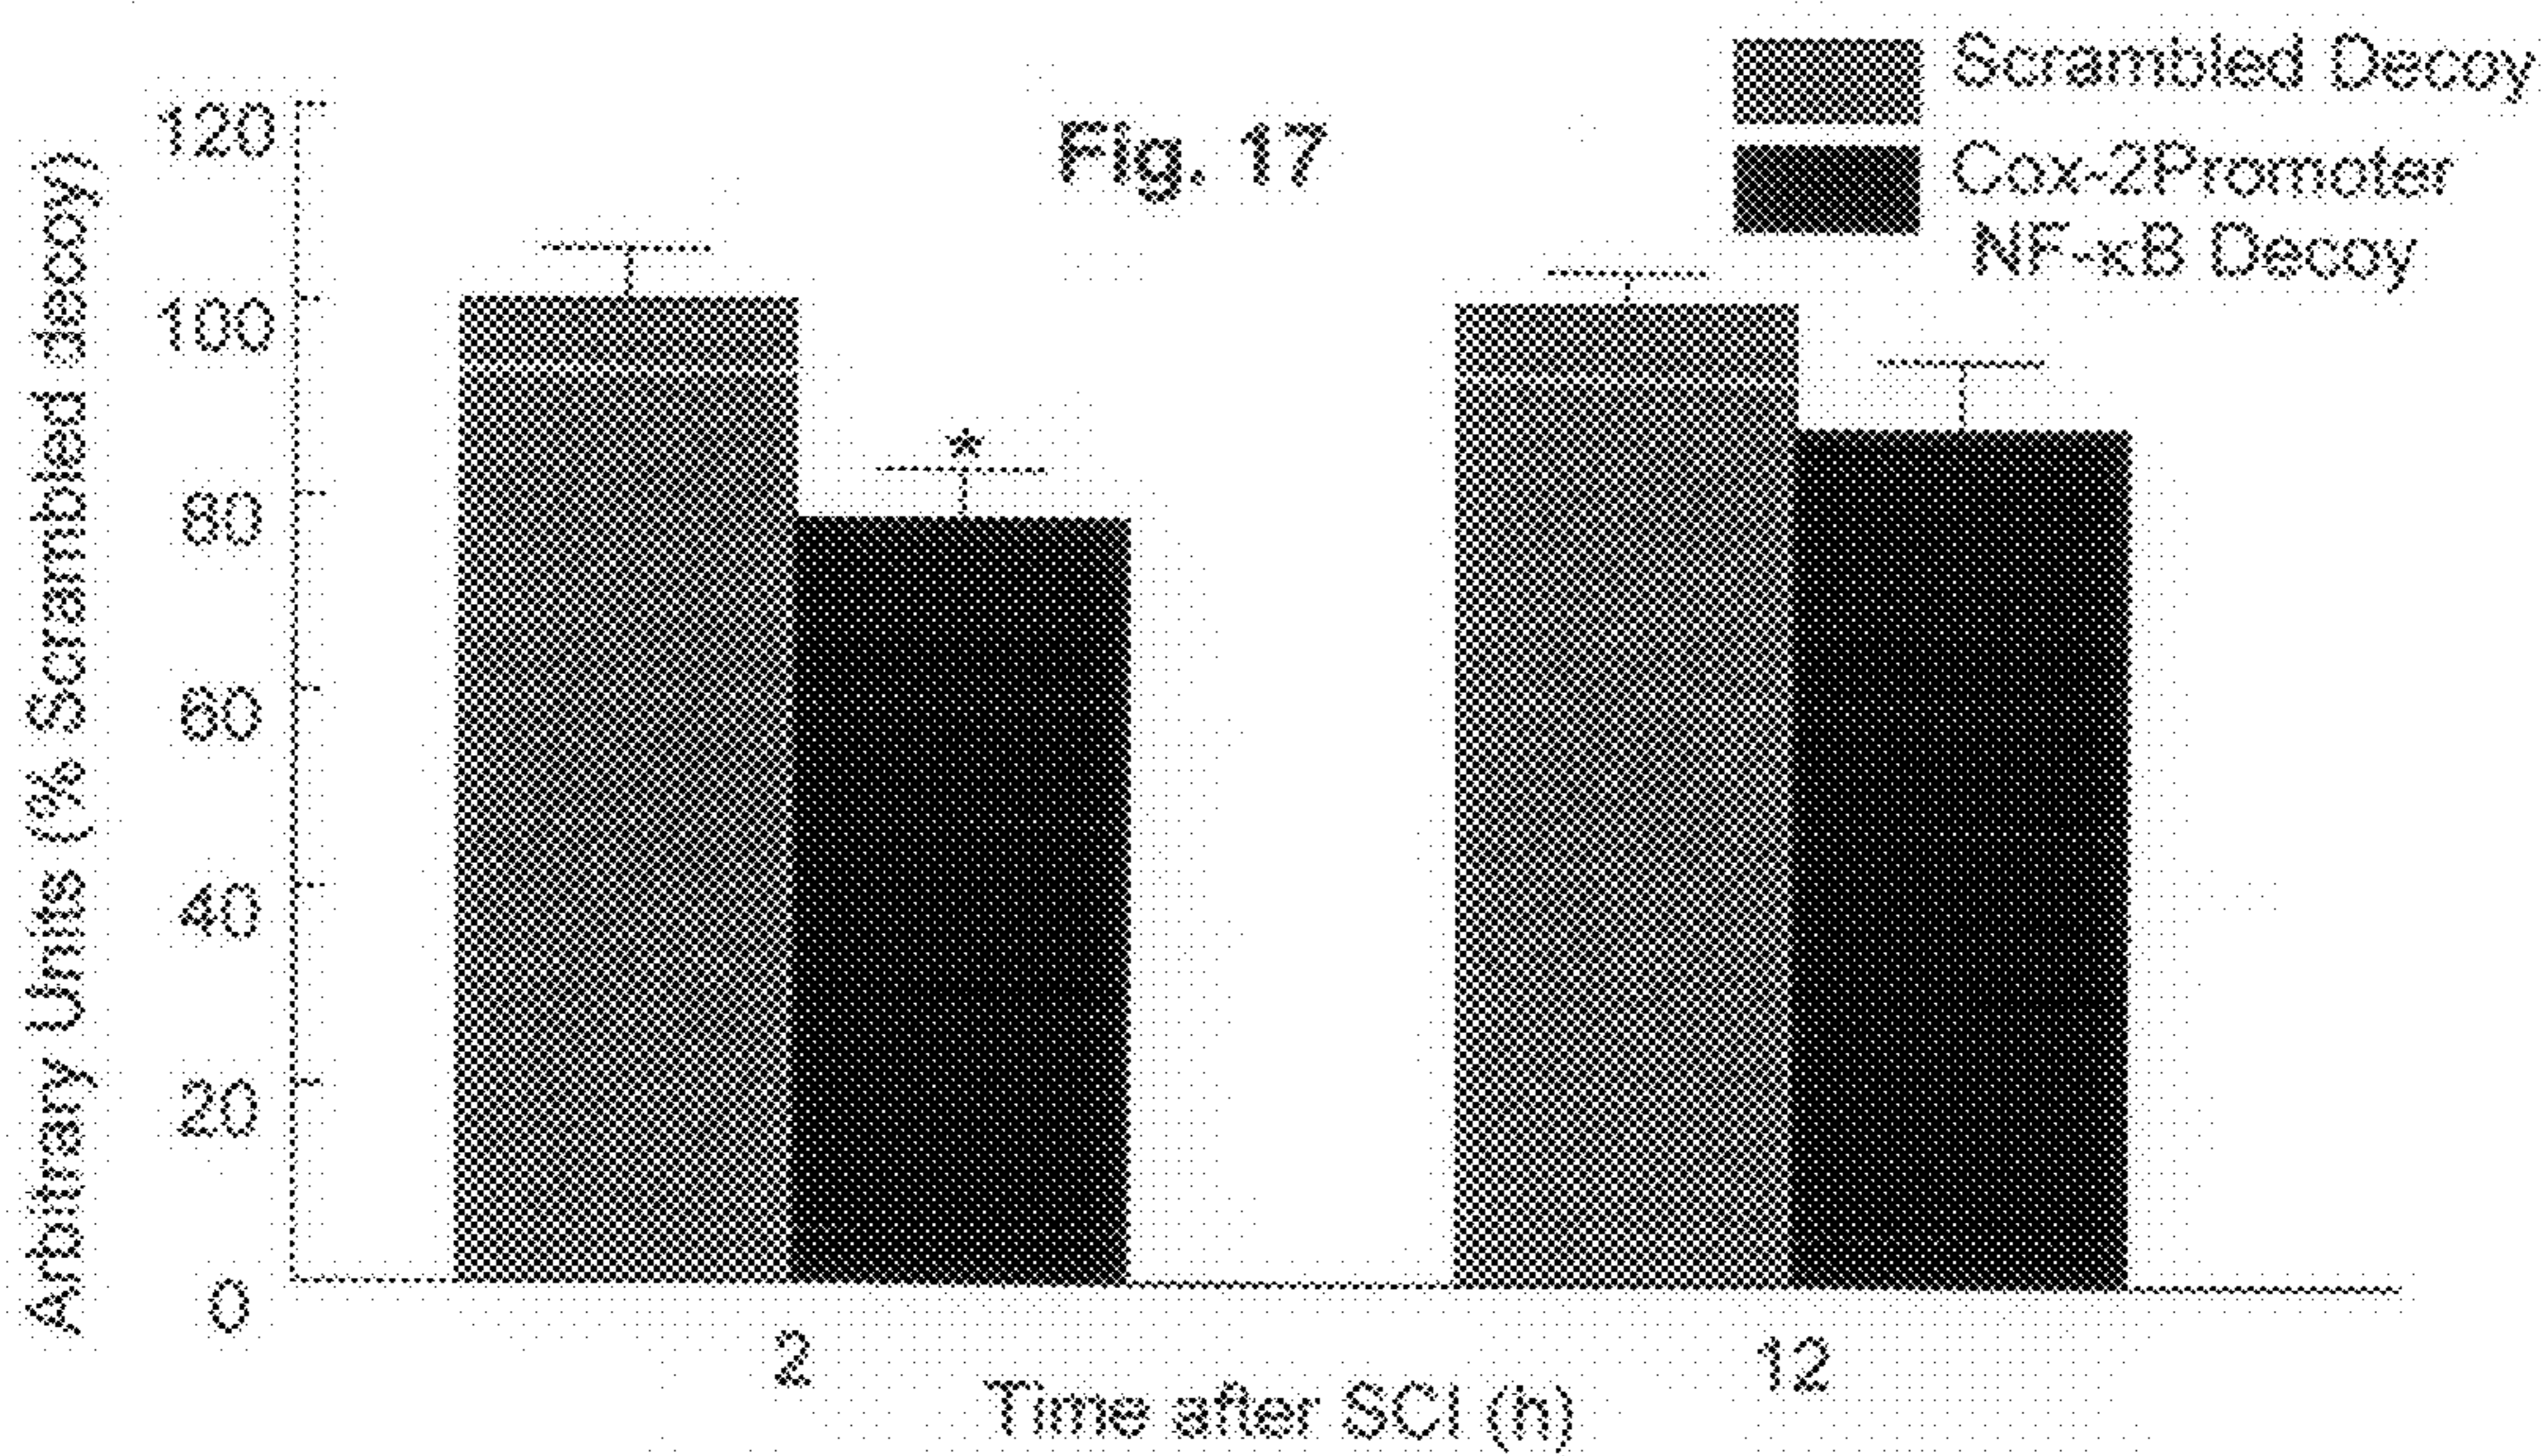 Scrambled Decoy
Cox-2Promoter
NF-κB Decoy
Fig. 17
Arbitrary Units (% Scrambled decoy)
120
100
80
60
40
20
0
*
2
12
Time after SCI (h)